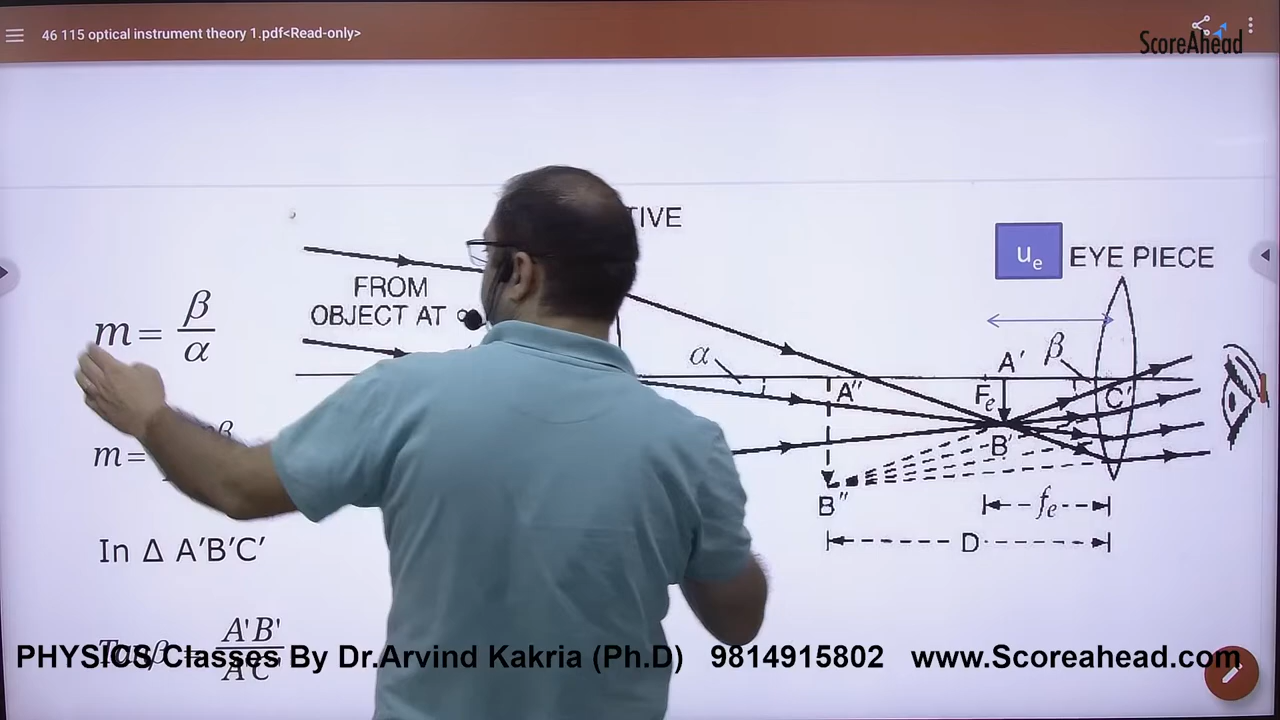 46 115 optical instrument theory 1.pdf<Read-only>
ScoreAhead
TIVE
u_e
EYE PIECE
FROM
OBJECT AT
m = β/α
α
A''
A'
β
F_e
C'
B'
m=
β
B''
f_e
D
In Δ A'B'C'
Tanβ = A'B'/A'C'
PHYSICS Classes By Dr.Arvind Kakria (Ph.D) 9814915802 www.Scoreahead.com